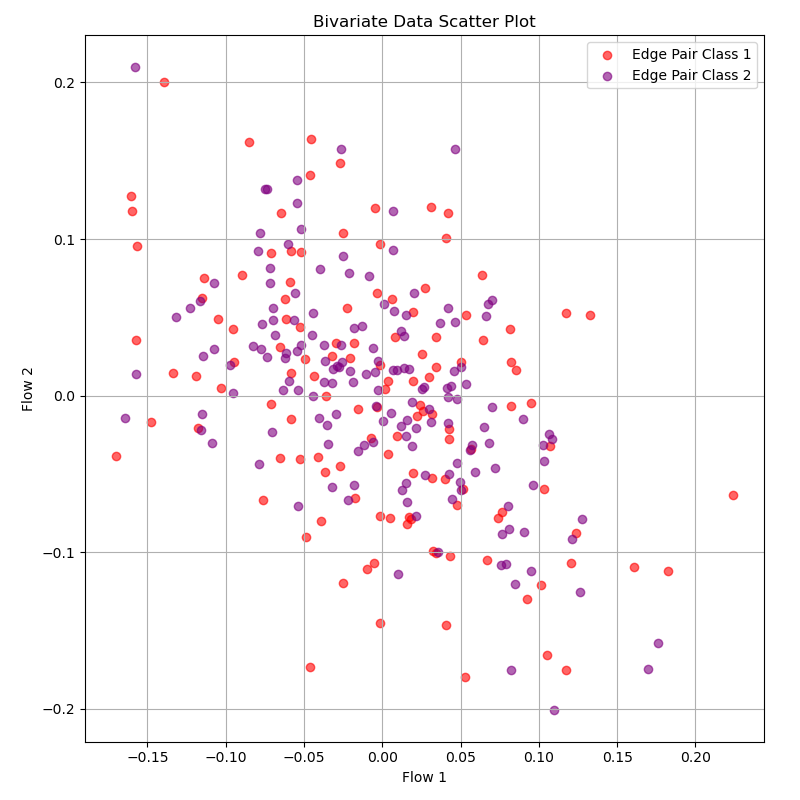 Bivariate Data Scatter Plot
Edge Pair Class 1
Edge Pair Class 2
0.2
0.1
0.0
−0.1
−0.2
Flow 2
−0.15
−0.10
−0.05
0.00
0.05
0.10
0.15
0.20
Flow 1